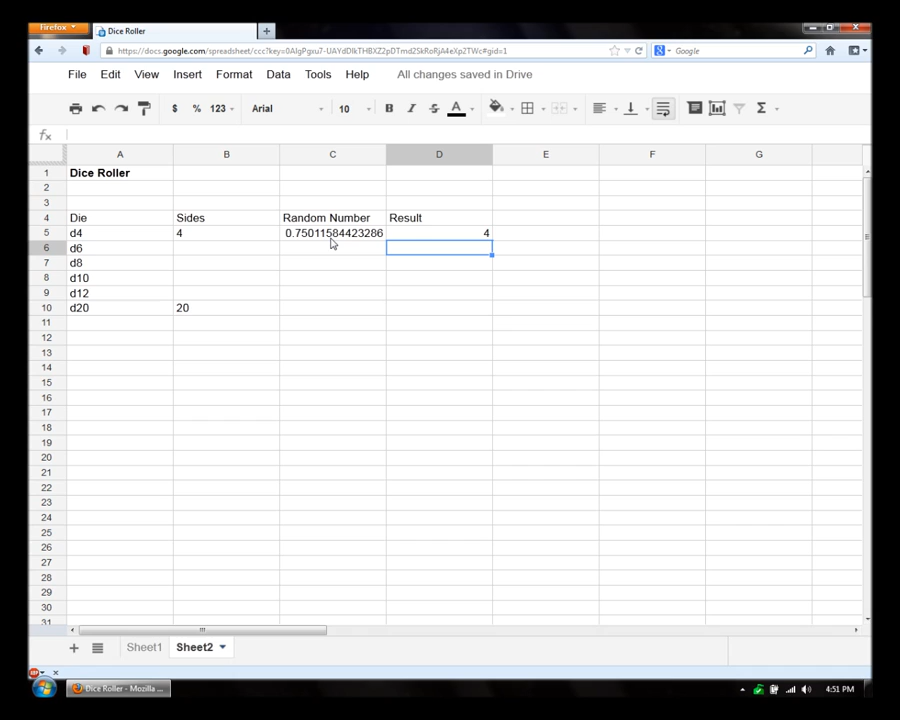 Firefox
Dice Roller
https://docs.google.com/spreadsheet/ccc?key=0AlgPgxu7-UAYdDlkTHBXZ2pDTmd2SkRoRjA4eXpZTWc#gid=1
Google
File Edit View Insert Format Data Tools Help All changes saved in Drive
$ % 123 Arial 10 B I S A Σ
fx
A B C D E F G
1 Dice Roller
2
3
4 Die Sides Random Number Result
5 d4 4 0.75011584423286 4
6 d6
7 d8
8 d10
9 d12
10 d20 20
11
12
13
14
15
16
17
18
19
20
21
22
23
24
25
26
27
28
29
30
31
+ Sheet1 Sheet2
Dice Roller - Mozilla ...
4:51 PM